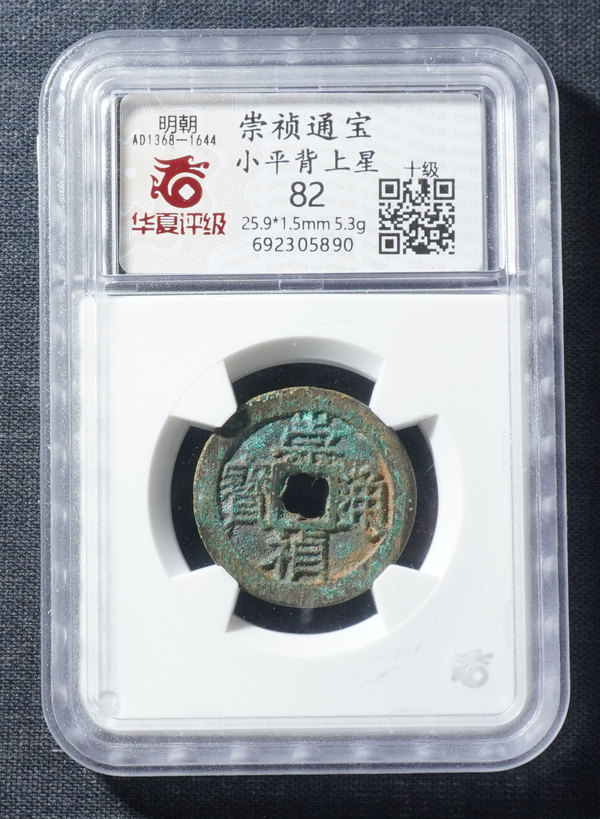 明朝
AD1368-1644
华夏评级
崇祯通宝
小平背上星
82
25.9*1.5mm 5.3g
692305890
十级
崇禎通寶